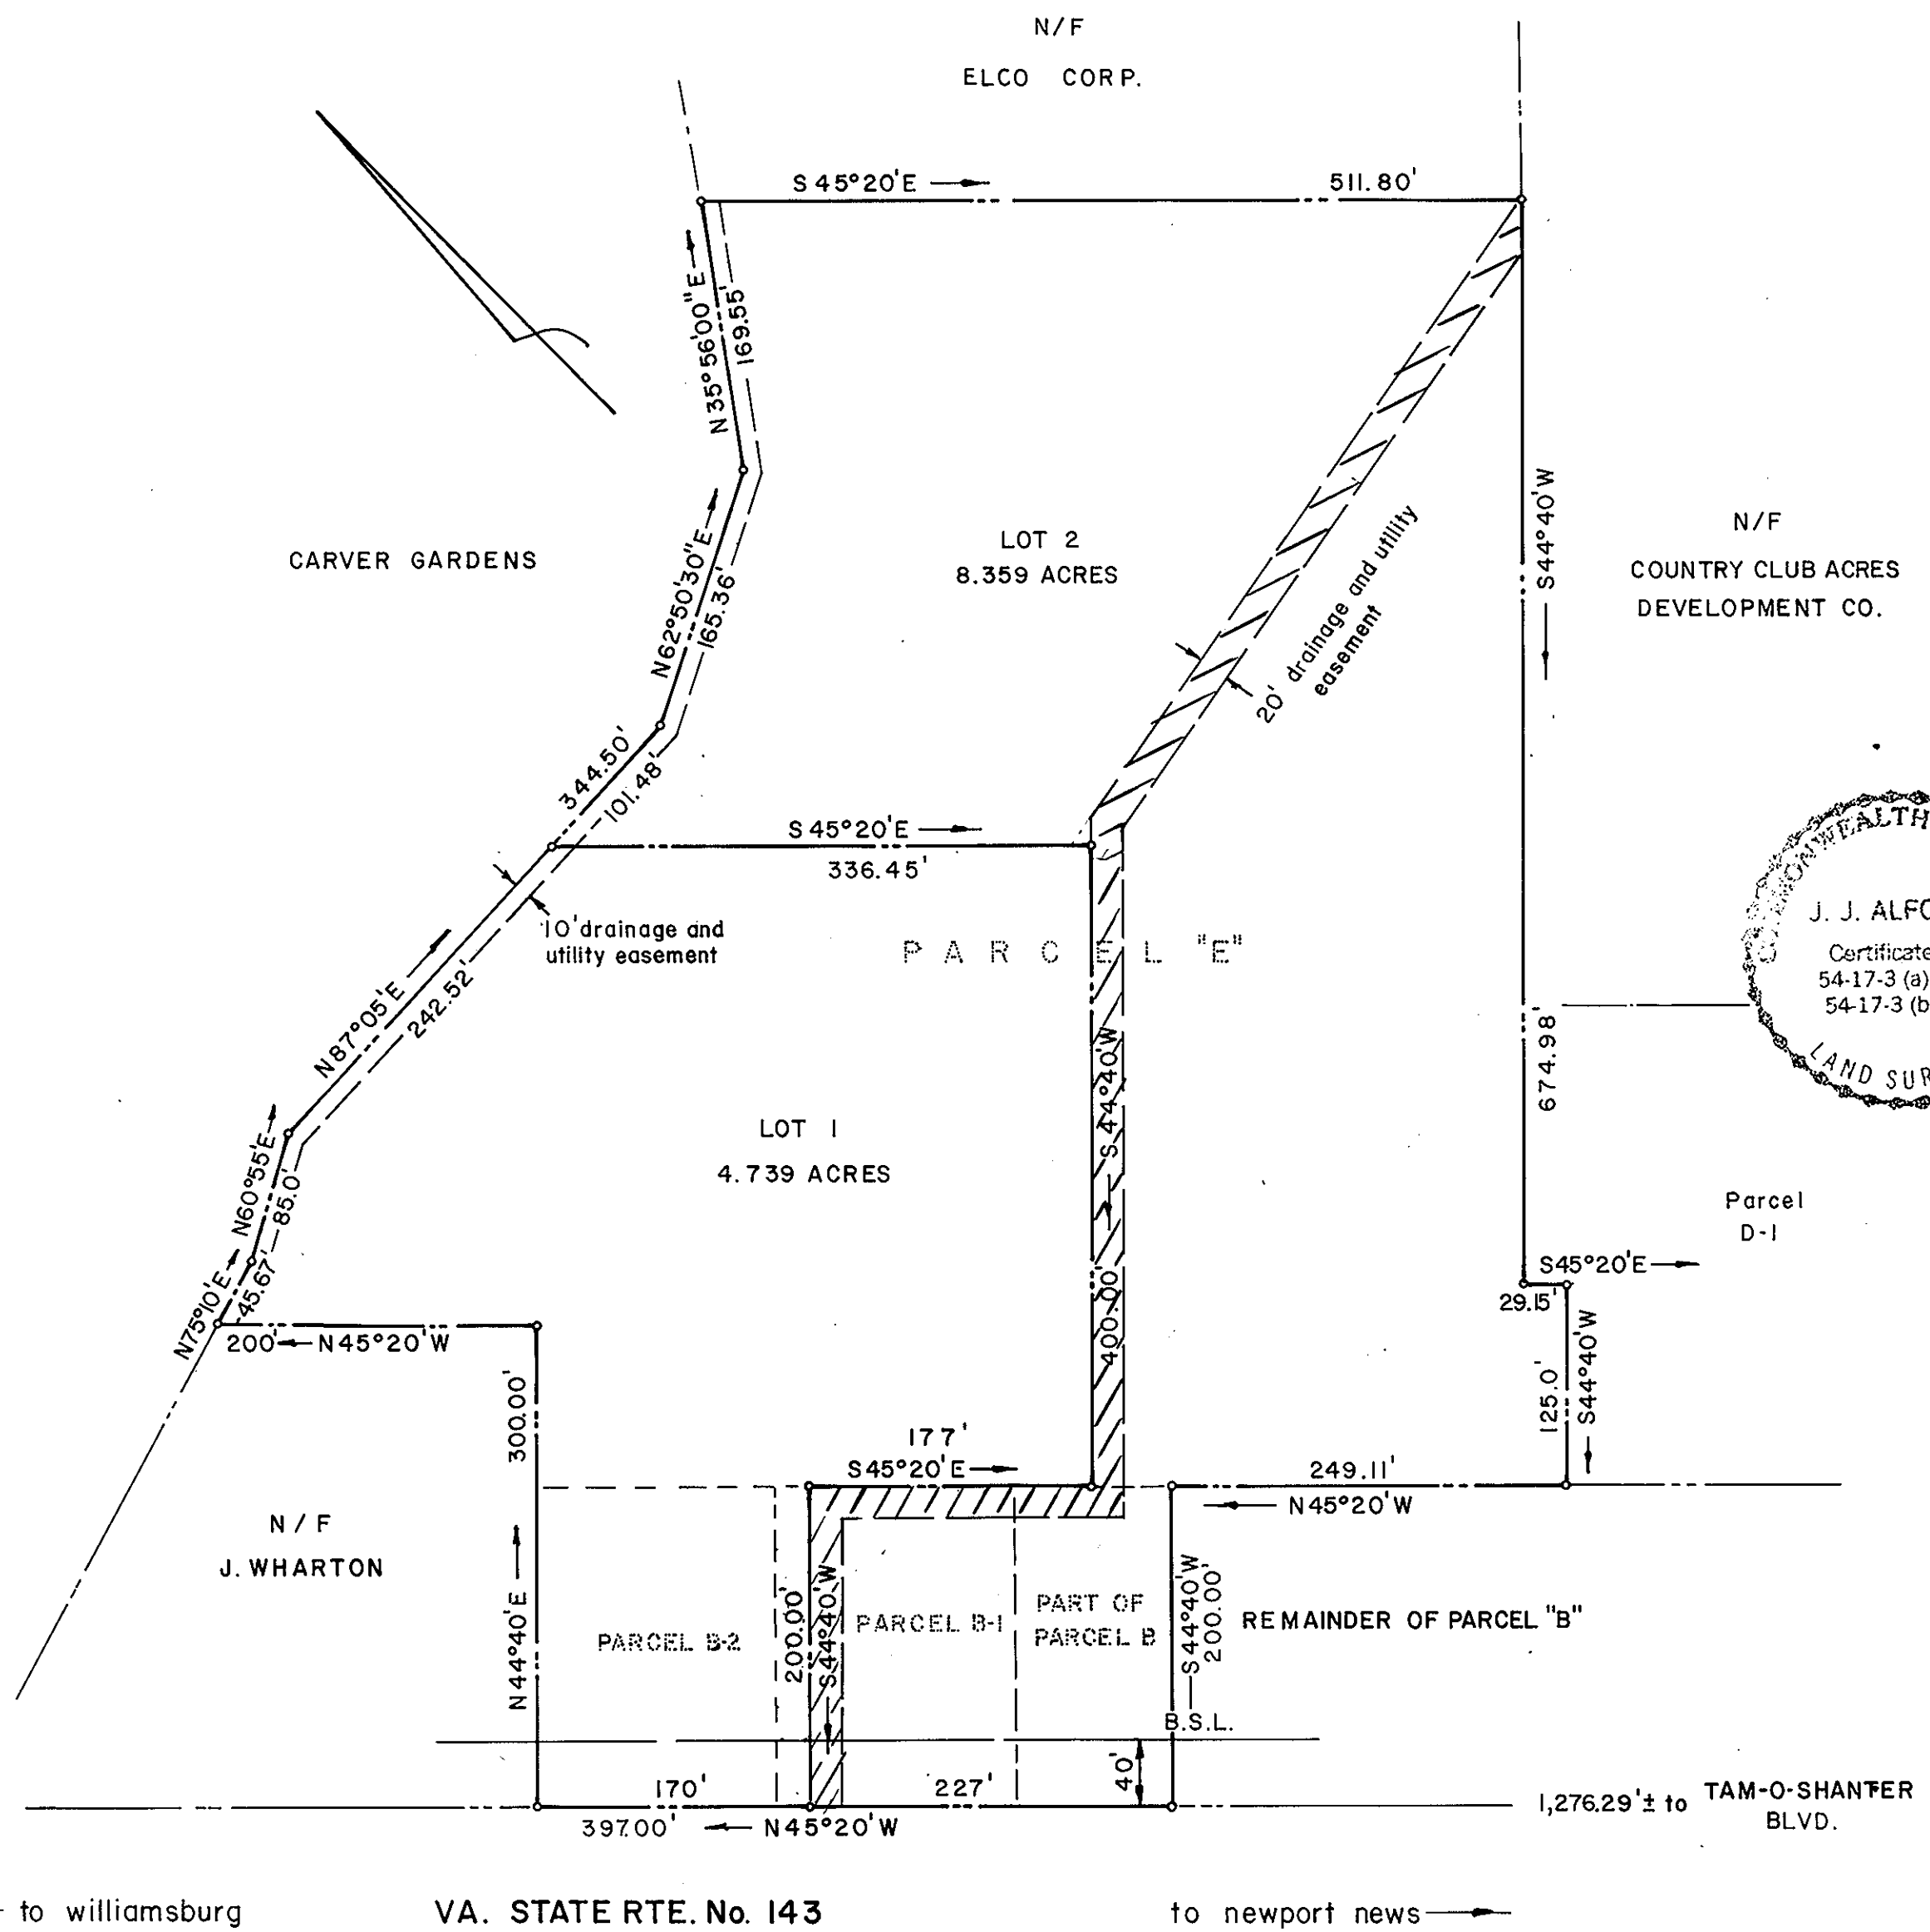 N/F
ELCO CORP.
S45°20'E
511.80'
N35°56'00"E
169.55'
S44°40'W
N/F
COUNTRY CLUB ACRES
DEVELOPMENT CO.
CARVER GARDENS
LOT 2
8.359 ACRES
N62°50'30"E
165.36'
20' drainage and utility
easement
344.50'
101.48'
S45°20'E
336.45'
10' drainage and
utility easement
PARCEL "E"
N87°05'E
242.52'
674.98'
COMMONWEALTH
J. J. ALFO
Certificate
54-17-3 (a)
54-17-3 (b
LAND SUR
S44°40'W
400.00'
LOT 1
4.739 ACRES
N60°55'E
85.0'
Parcel
D-1
N75°10'E
45.67'
S45°20'E
29.15'
200' N45°20'W
125.0'
S44°40'W
300.00'
N44°40'E
177'
S45°20'E
249.11'
N45°20'W
N/F
J. WHARTON
PARCEL B-2
200.00'
S44°40'W
PARCEL B-1
PART OF
PARCEL B
S44°40'W
200.00'
REMAINDER OF PARCEL "B"
B.S.L.
40'
170'
227'
397.00' N45°20'W
1,276.29'± to TAM-O-SHANTER
BLVD.
to williamsburg
VA. STATE RTE. No. 143
to newport news